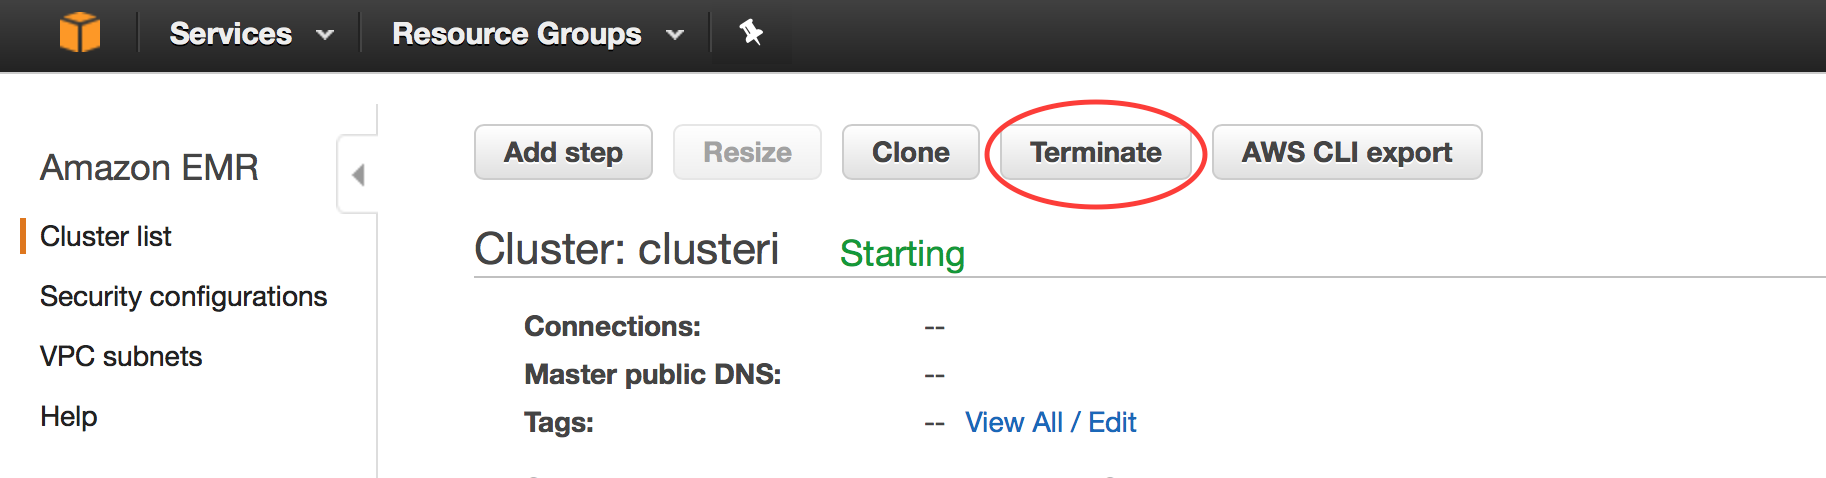 Services Resource Groups
Add step Resize Clone Terminate AWS CLI export
Amazon EMR
Cluster list
Security configurations
VPC subnets
Help
Cluster: clusteri Starting
Connections: --
Master public DNS: --
Tags: -- View All / Edit